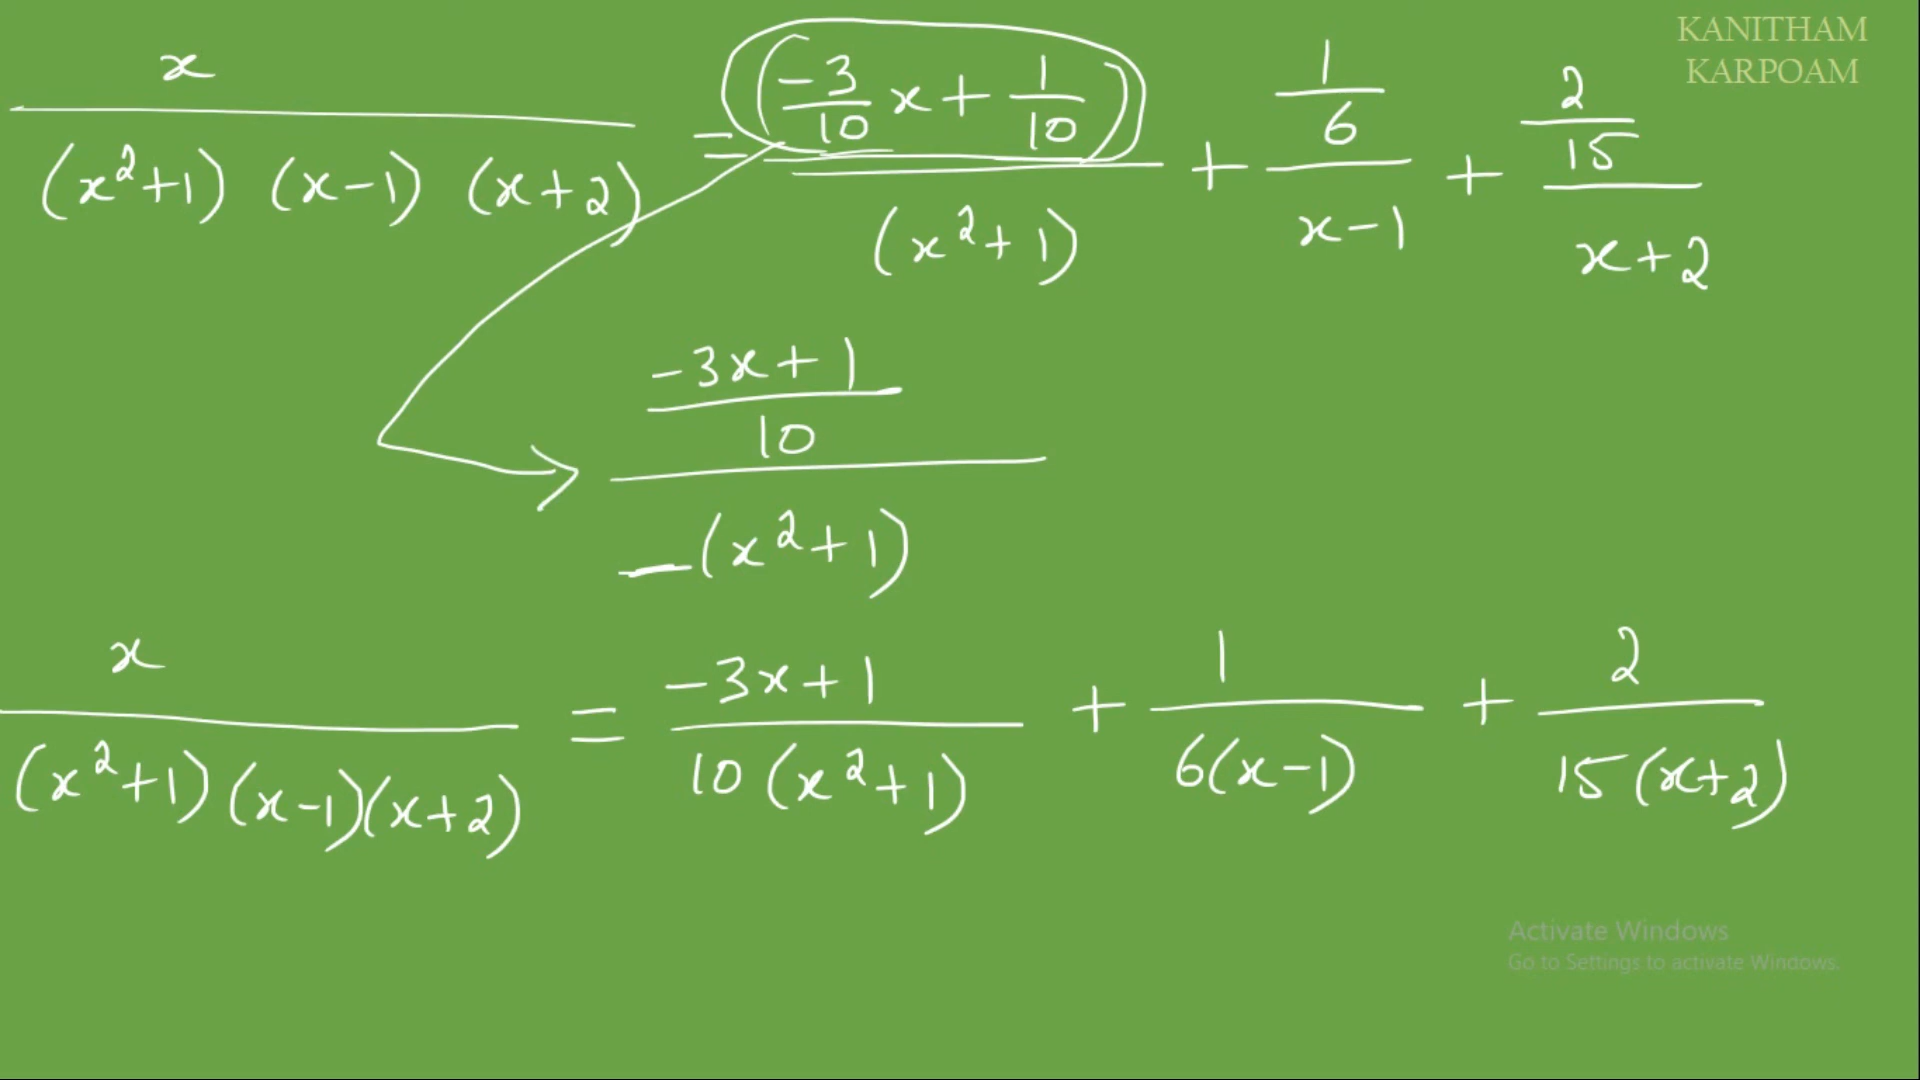 KANITHAM
KARPOAM
x / ((x²+1) (x-1) (x+2)) = (-3/10 x + 1/10) / (x²+1) + (1/6) / (x-1) + (2/15) / (x+2)
((-3x+1)/10) / -(x²+1)
x / ((x²+1)(x-1)(x+2)) = (-3x+1) / (10(x²+1)) + 1 / (6(x-1)) + 2 / (15(x+2))
Activate Windows
Go to Settings to activate Windows.